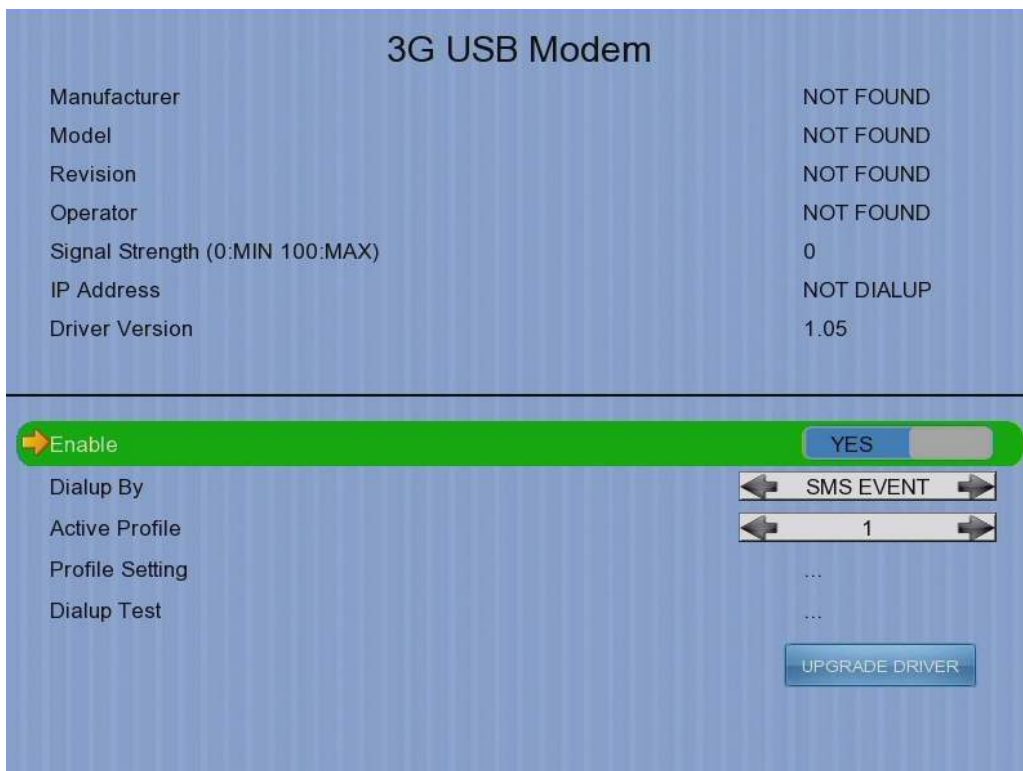 3G USB Modem
Manufacturer NOT FOUND
Model NOT FOUND
Revision NOT FOUND
Operator NOT FOUND
Signal Strength (0:MIN 100:MAX) 0
IP Address NOT DIALUP
Driver Version 1.05
Enable YES
Dialup By SMS EVENT
Active Profile 1
Profile Setting ...
Dialup Test ...
UPGRADE DRIVER